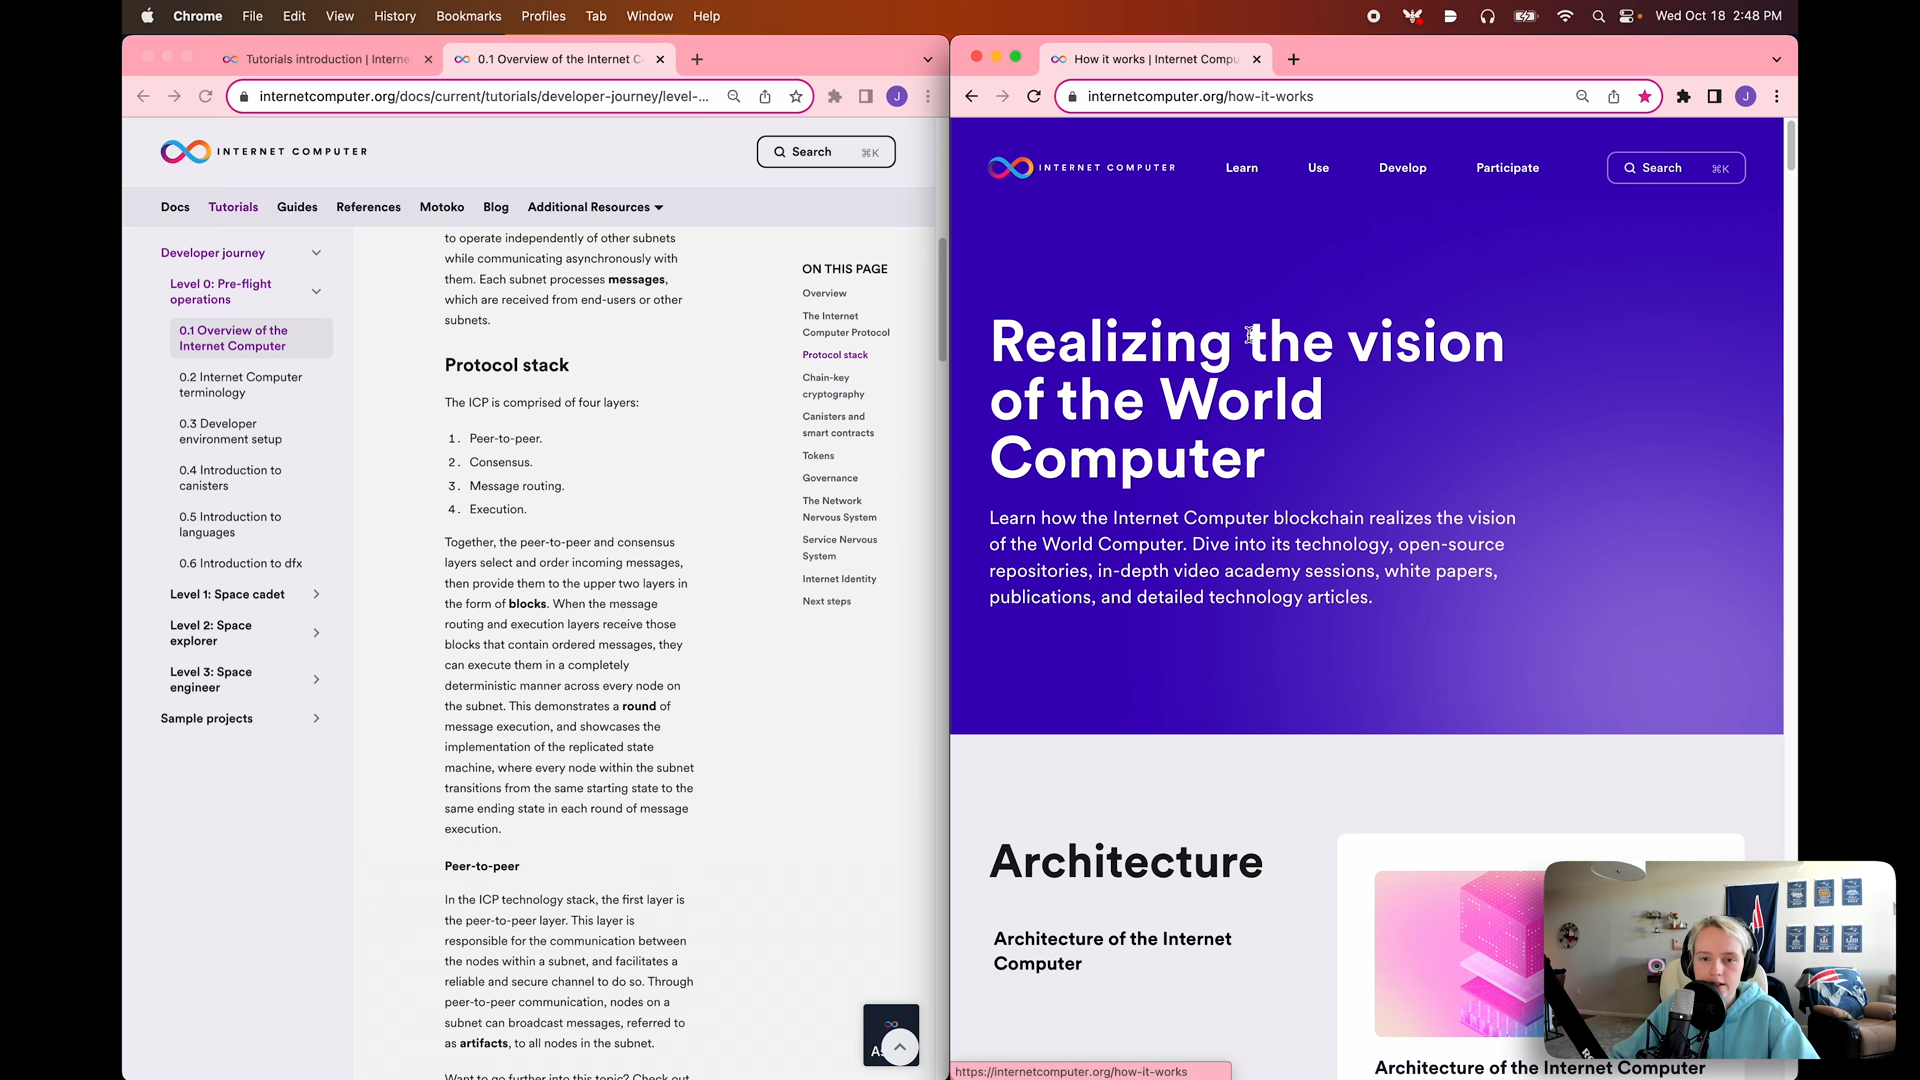 Chrome File Edit View History Bookmarks Profiles Tab Window Help
Wed Oct 18 2:48 PM
Tutorials introduction | Interne
0.1 Overview of the Internet C
internetcomputer.org/docs/current/tutorials/developer-journey/level-...
J
INTERNET COMPUTER
Search ⌘K
Docs Tutorials Guides References Motoko Blog Additional Resources
Developer journey
Level 0: Pre-flight
operations
0.1 Overview of the
Internet Computer
0.2 Internet Computer
terminology
0.3 Developer
environment setup
0.4 Introduction to
canisters
0.5 Introduction to
languages
0.6 Introduction to dfx
Level 1: Space cadet
Level 2: Space
explorer
Level 3: Space
engineer
Sample projects
to operate independently of other subnets
while communicating asynchronously with
them. Each subnet processes messages,
which are received from end-users or other
subnets.
Protocol stack
The ICP is comprised of four layers:
1. Peer-to-peer.
2. Consensus.
3. Message routing.
4. Execution.
Together, the peer-to-peer and consensus
layers select and order incoming messages,
then provide them to the upper two layers in
the form of blocks. When the message
routing and execution layers receive those
blocks that contain ordered messages, they
can execute them in a completely
deterministic manner across every node on
the subnet. This demonstrates a round of
message execution, and showcases the
implementation of the replicated state
machine, where every node within the subnet
transitions from the same starting state to the
same ending state in each round of message
execution.
Peer-to-peer
In the ICP technology stack, the first layer is
the peer-to-peer layer. This layer is
responsible for the communication between
the nodes within a subnet, and facilitates a
reliable and secure channel to do so. Through
peer-to-peer communication, nodes on a
subnet can broadcast messages, referred to
as artifacts, to all nodes in the subnet.
Want to go further into this topic? Check out
ON THIS PAGE
Overview
The Internet
Computer Protocol
Protocol stack
Chain-key
cryptography
Canisters and
smart contracts
Tokens
Governance
The Network
Nervous System
Service Nervous
System
Internet Identity
Next steps
How it works | Internet Compu
internetcomputer.org/how-it-works
J
INTERNET COMPUTER
Learn Use Develop Participate
Search ⌘K
Realizing the vision
of the World
Computer
Learn how the Internet Computer blockchain realizes the vision
of the World Computer. Dive into its technology, open-source
repositories, in-depth video academy sessions, white papers,
publications, and detailed technology articles.
Architecture
Architecture of the Internet
Computer
Architecture of the Internet Computer
https://internetcomputer.org/how-it-works